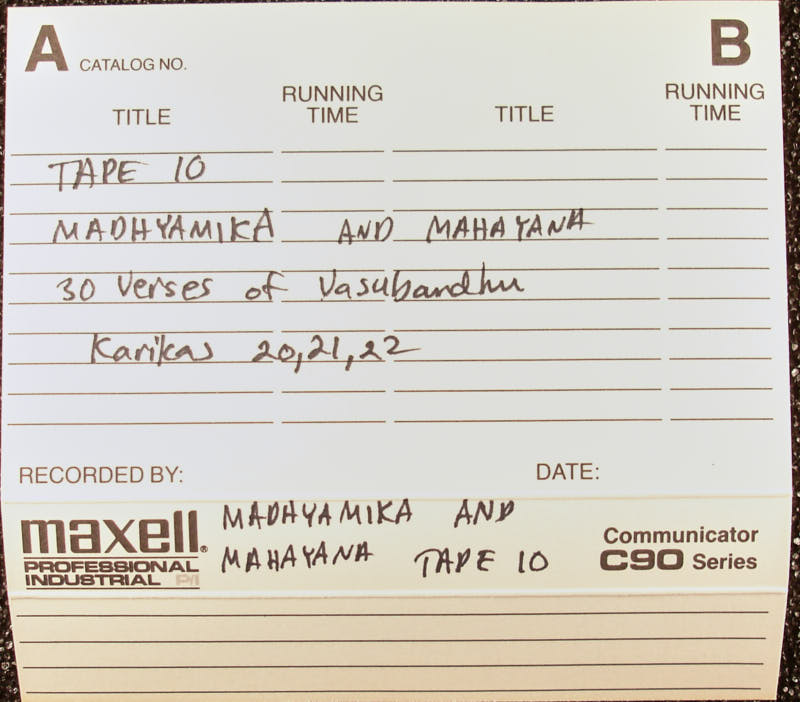 A CATALOG NO. B
TITLE RUNNING TIME TITLE RUNNING TIME
TAPE 10
MADHYAMIKA AND MAHAYANA
30 Verses of Vasubandhu
Karikas 20,21,22
RECORDED BY: DATE:
maxell®
PROFESSIONAL
INDUSTRIAL P/I
MADHYAMIKA AND
MAHAYANA TAPE 10
Communicator
C90 Series